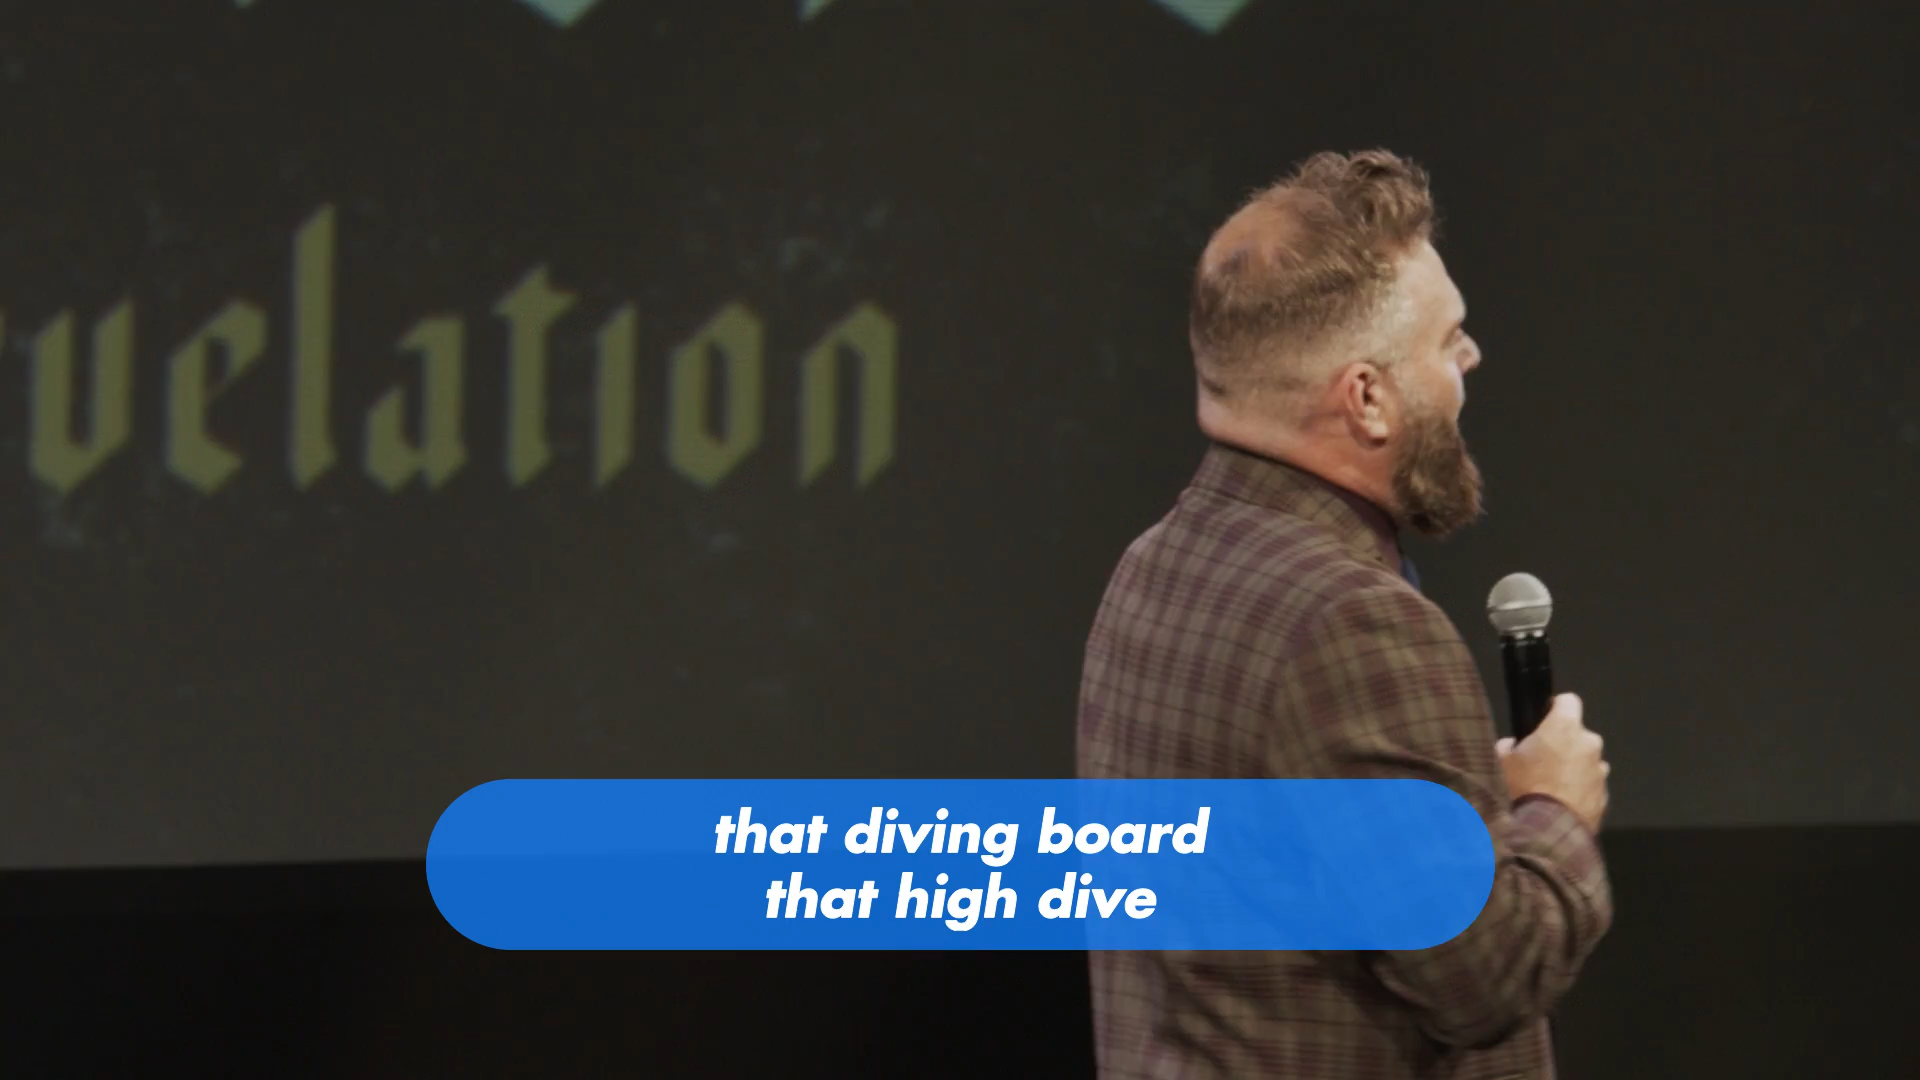 velation
that diving board
that high dive